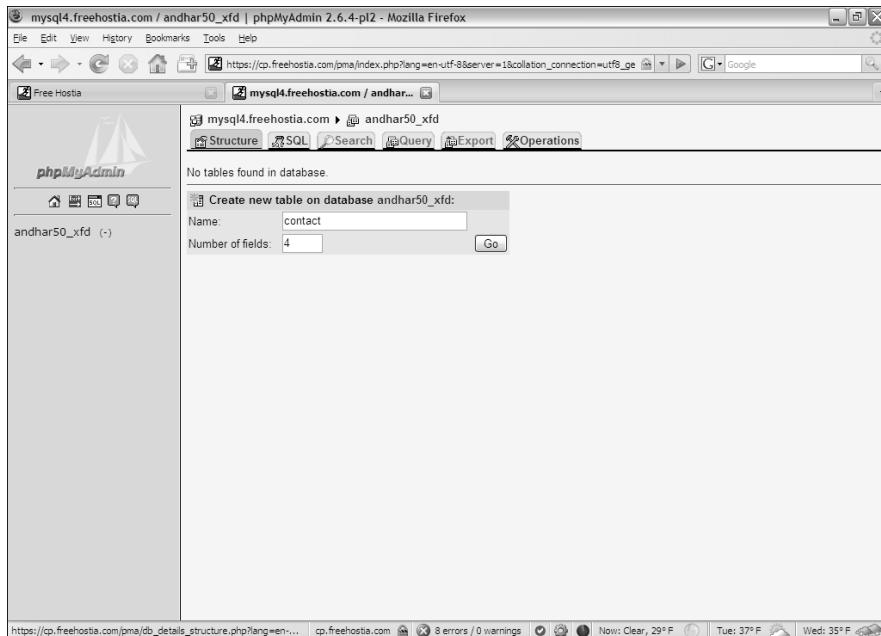 mysql4.freehostia.com / andhar50_xfd | phpMyAdmin 2.6.4-pl2 - Mozilla Firefox
File Edit View History Bookmarks Tools Help
https://cp.freehostia.com/pma/index.php?lang=en-utf-8&server=1&collation_connection=utf8_ge
G Google
Free Hostia
mysql4.freehostia.com / andhar...
phpMyAdmin
SQL
andhar50_xfd (-)
mysql4.freehostia.com andhar50_xfd
Structure SQL Search Query Export Operations
No tables found in database.
Create new table on database andhar50_xfd:
Name: contact
Number of fields: 4 Go
https://cp.freehostia.com/pma/db_details_structure.php?lang=en-... cp.freehostia.com 8 errors / 0 warnings Now: Clear, 29° F Tue: 37° F Wed: 35° F